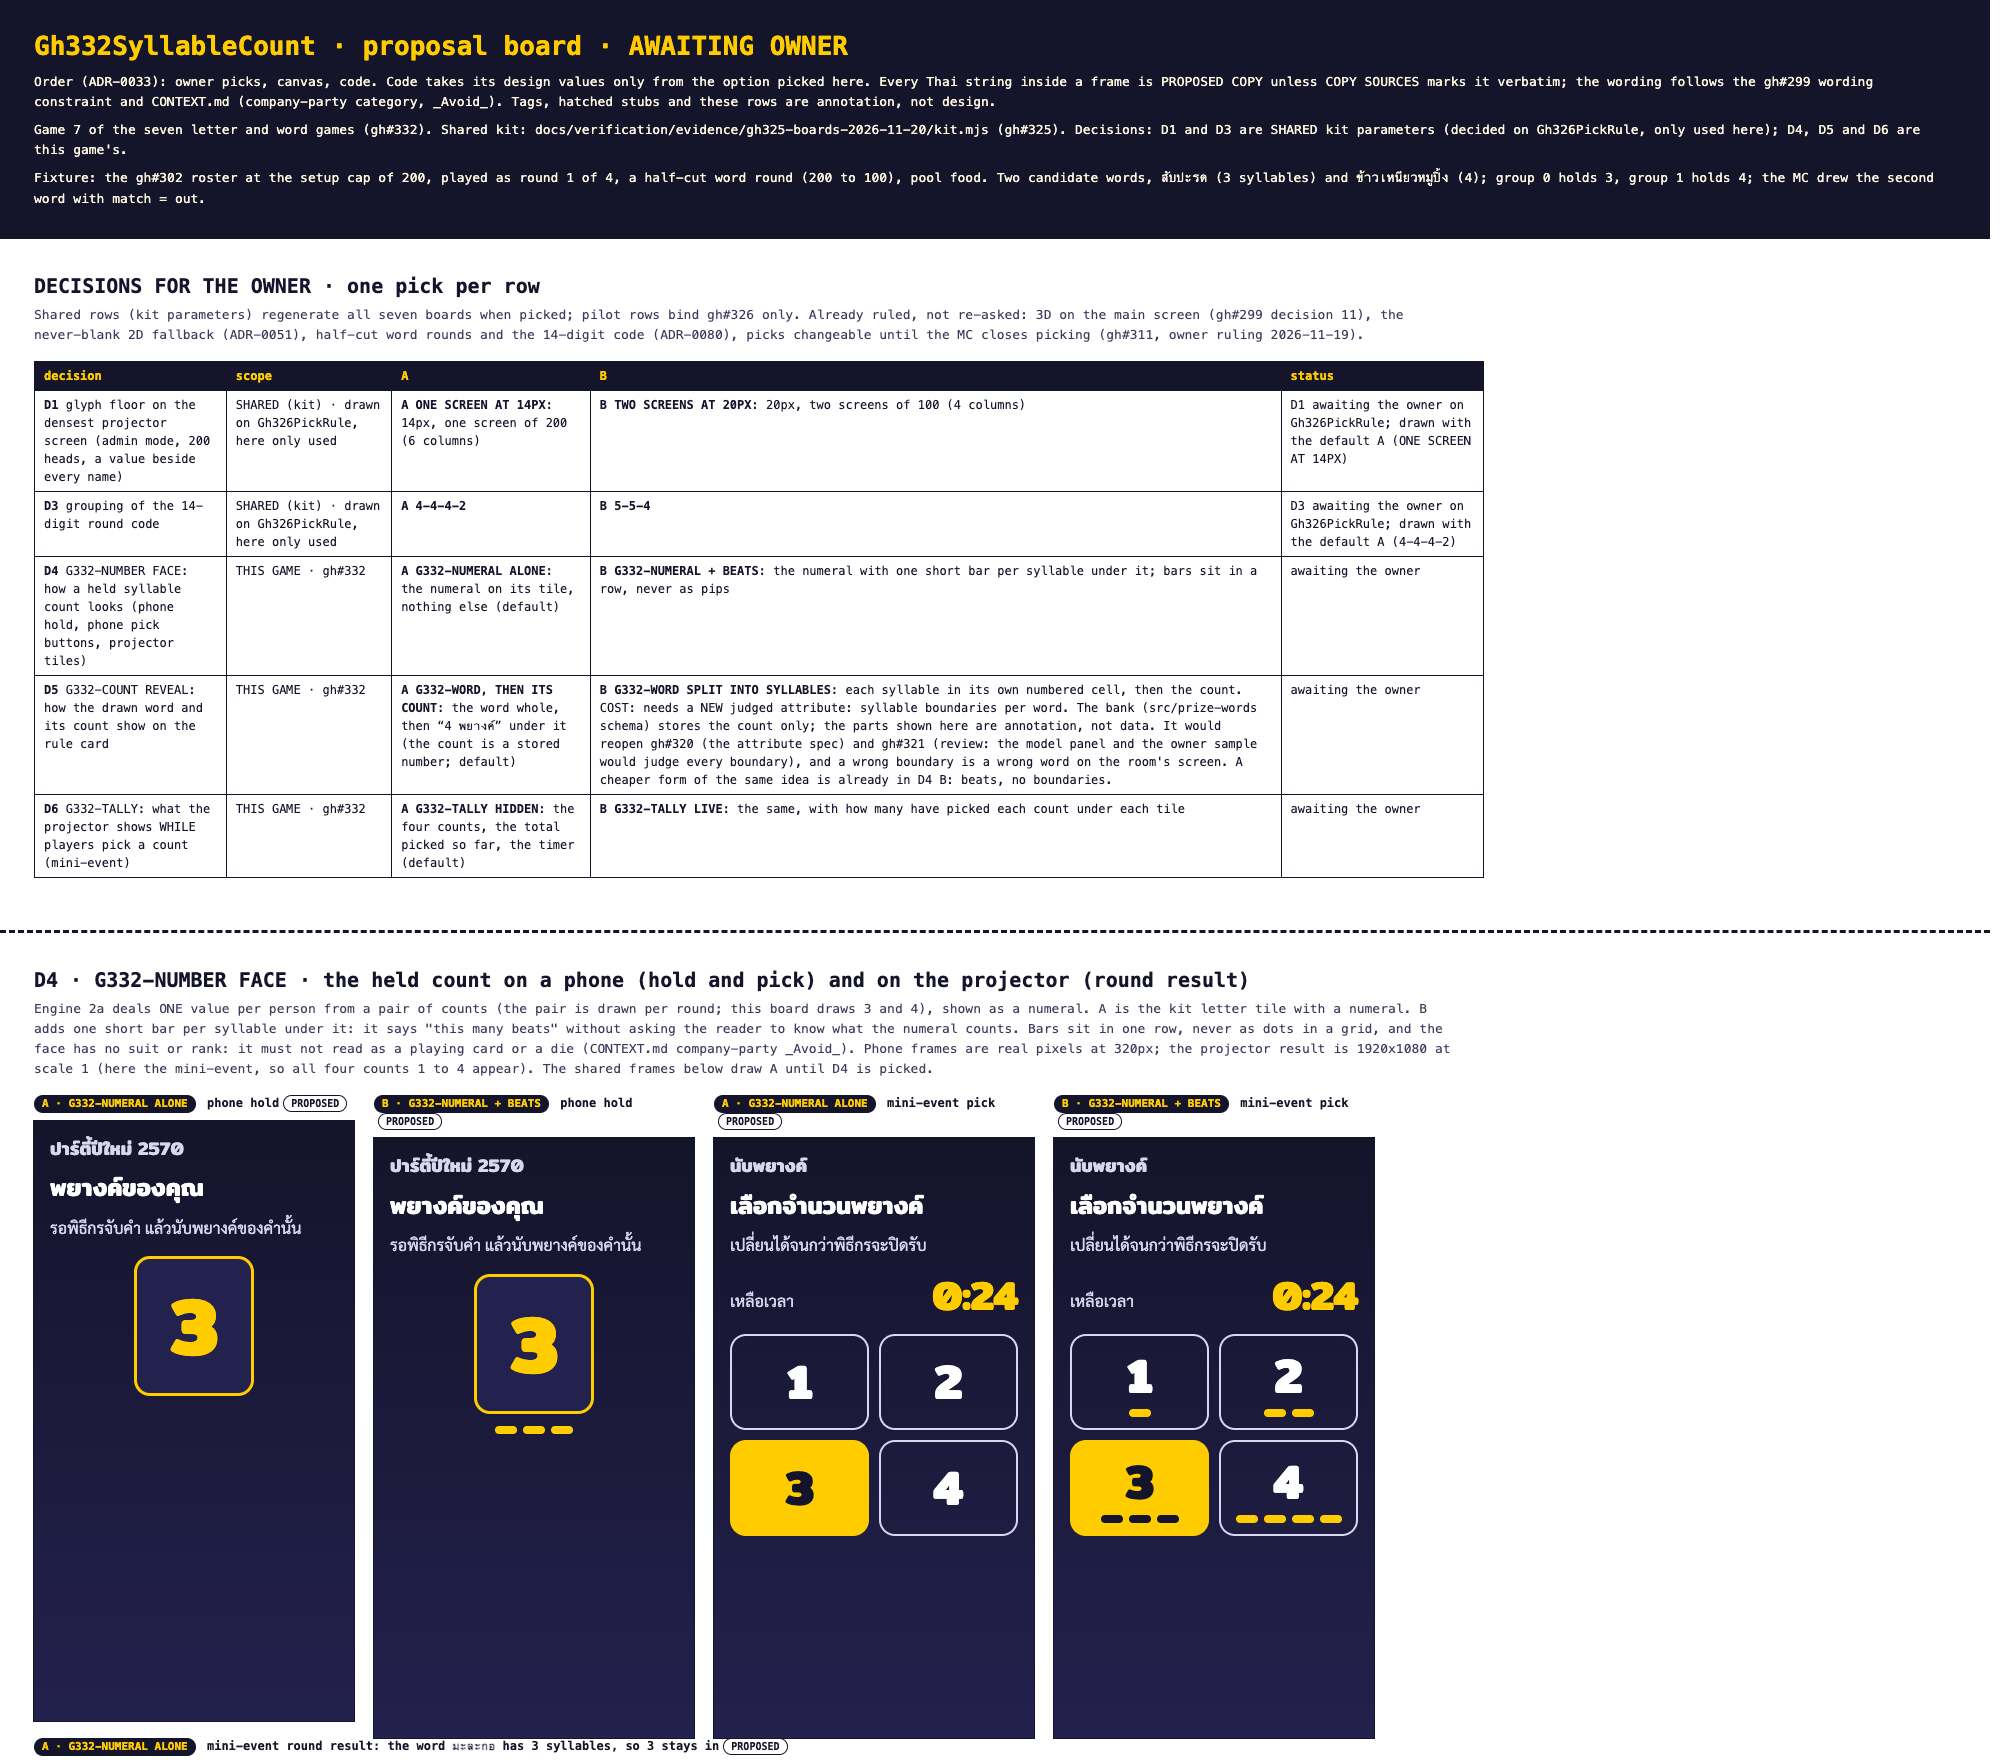 Gh332SyllableCount · proposal board · AWAITING OWNER
Order (ADR-0033): owner picks, canvas, code. Code takes its design values only from the option picked here. Every Thai string inside a frame is PROPOSED COPY unless COPY SOURCES marks it verbatim; the wording follows the gh#299 wording
constraint and CONTEXT.md (company-party category, _Avoid_). Tags, hatched stubs and these rows are annotation, not design.
Game 7 of the seven letter and word games (gh#332). Shared kit: docs/verification/evidence/gh325-boards-2026-11-20/kit.mjs (gh#325). Decisions: D1 and D3 are SHARED kit parameters (decided on Gh326PickRule, only used here); D4, D5 and D6 are
this game's.
Fixture: the gh#302 roster at the setup cap of 200, played as round 1 of 4, a half-cut word round (200 to 100), pool food. Two candidate words, สับปะรด (3 syllables) and ข้าวเหนียวหมูปิ้ง (4); group 0 holds 3, group 1 holds 4; the MC drew the second
word with match = out.
DECISIONS FOR THE OWNER · one pick per row
Shared rows (kit parameters) regenerate all seven boards when picked; pilot rows bind gh#326 only. Already ruled, not re-asked: 3D on the main screen (gh#299 decision 11), the
never-blank 2D fallback (ADR-0051), half-cut word rounds and the 14-digit code (ADR-0080), picks changeable until the MC closes picking (gh#311, owner ruling 2026-11-19).
decision scope A B status
D1 glyph floor on the
densest projector
screen (admin mode, 200
heads, a value beside
every name)
SHARED (kit) · drawn
on Gh326PickRule,
here only used
A ONE SCREEN AT 14PX:
14px, one screen of 200
(6 columns)
B TWO SCREENS AT 20PX: 20px, two screens of 100 (4 columns)
D1 awaiting the owner on
Gh326PickRule; drawn with
the default A (ONE SCREEN
AT 14PX)
D3 grouping of the 14-
digit round code
SHARED (kit) · drawn
on Gh326PickRule,
here only used
A 4-4-4-2
B 5-5-4
D3 awaiting the owner on
Gh326PickRule; drawn with
the default A (4-4-4-2)
D4 G332-NUMBER FACE:
how a held syllable
count looks (phone
hold, phone pick
buttons, projector
tiles)
THIS GAME · gh#332
A G332-NUMERAL ALONE:
the numeral on its tile,
nothing else (default)
B G332-NUMERAL + BEATS: the numeral with one short bar per syllable under it; bars sit in a
row, never as pips
awaiting the owner
D5 G332-COUNT REVEAL:
how the drawn word and
its count show on the
rule card
THIS GAME · gh#332
A G332-WORD, THEN ITS
COUNT: the word whole,
then “4 พยางค์” under it
(the count is a stored
number; default)
B G332-WORD SPLIT INTO SYLLABLES: each syllable in its own numbered cell, then the count.
COST: needs a NEW judged attribute: syllable boundaries per word. The bank (src/prize-words
schema) stores the count only; the parts shown here are annotation, not data. It would
reopen gh#320 (the attribute spec) and gh#321 (review: the model panel and the owner sample
would judge every boundary), and a wrong boundary is a wrong word on the room's screen. A
cheaper form of the same idea is already in D4 B: beats, no boundaries.
awaiting the owner
D6 G332-TALLY: what the
projector shows WHILE
players pick a count
(mini-event)
THIS GAME · gh#332
A G332-TALLY HIDDEN: the
four counts, the total
picked so far, the timer
(default)
B G332-TALLY LIVE: the same, with how many have picked each count under each tile
awaiting the owner
D4 · G332-NUMBER FACE · the held count on a phone (hold and pick) and on the projector (round result)
Engine 2a deals ONE value per person from a pair of counts (the pair is drawn per round; this board draws 3 and 4), shown as a numeral. A is the kit letter tile with a numeral. B
adds one short bar per syllable under it: it says "this many beats" without asking the reader to know what the numeral counts. Bars sit in one row, never as dots in a grid, and the
face has no suit or rank: it must not read as a playing card or a die (CONTEXT.md company-party _Avoid_). Phone frames are real pixels at 320px; the projector result is 1920x1080 at
scale 1 (here the mini-event, so all four counts 1 to 4 appear). The shared frames below draw A until D4 is picked.
A · G332-NUMERAL ALONE phone hold PROPOSED
ปาร์ตี้ปีใหม่ 2570
พยางค์ของคุณ
รอพิธีกรจับคำ แล้วนับพยางค์ของคำนั้น
3
B · G332-NUMERAL + BEATS phone hold
PROPOSED
ปาร์ตี้ปีใหม่ 2570
พยางค์ของคุณ
รอพิธีกรจับคำ แล้วนับพยางค์ของคำนั้น
3
A · G332-NUMERAL ALONE mini-event pick
PROPOSED
นับพยางค์
เลือกจำนวนพยางค์
เปลี่ยนได้จนกว่าพิธีกรจะปิดรับ
เหลือเวลา 0:24
1 2
3 4
B · G332-NUMERAL + BEATS mini-event pick
PROPOSED
นับพยางค์
เลือกจำนวนพยางค์
เปลี่ยนได้จนกว่าพิธีกรจะปิดรับ
เหลือเวลา 0:24
1 2
3 4
A · G332-NUMERAL ALONE mini-event round result: the word มะละกอ has 3 syllables, so 3 stays in PROPOSED